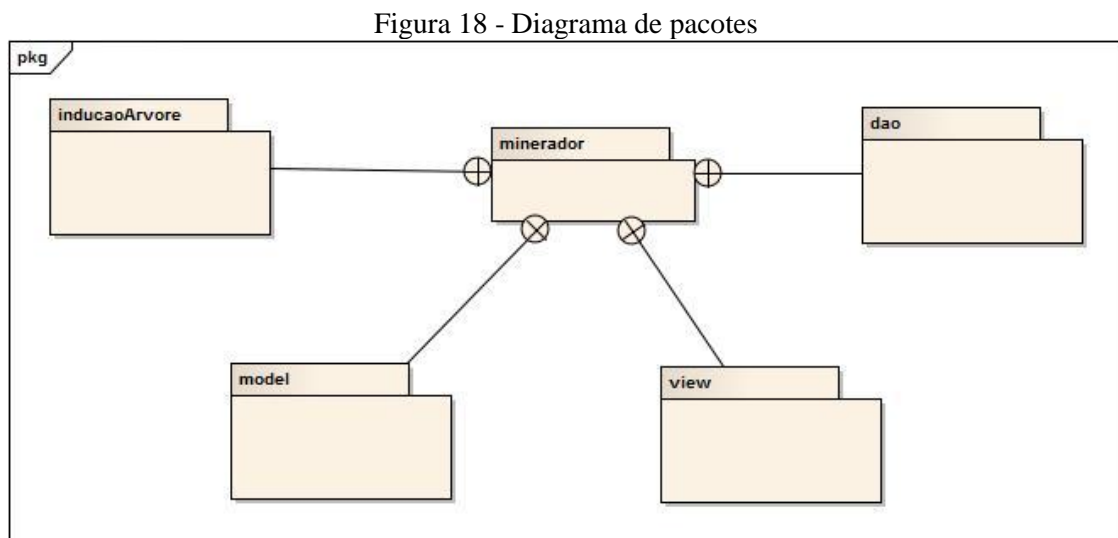 Figura 18 - Diagrama de pacotes
pkg
inducaoArvore
minerador
dao
model
view